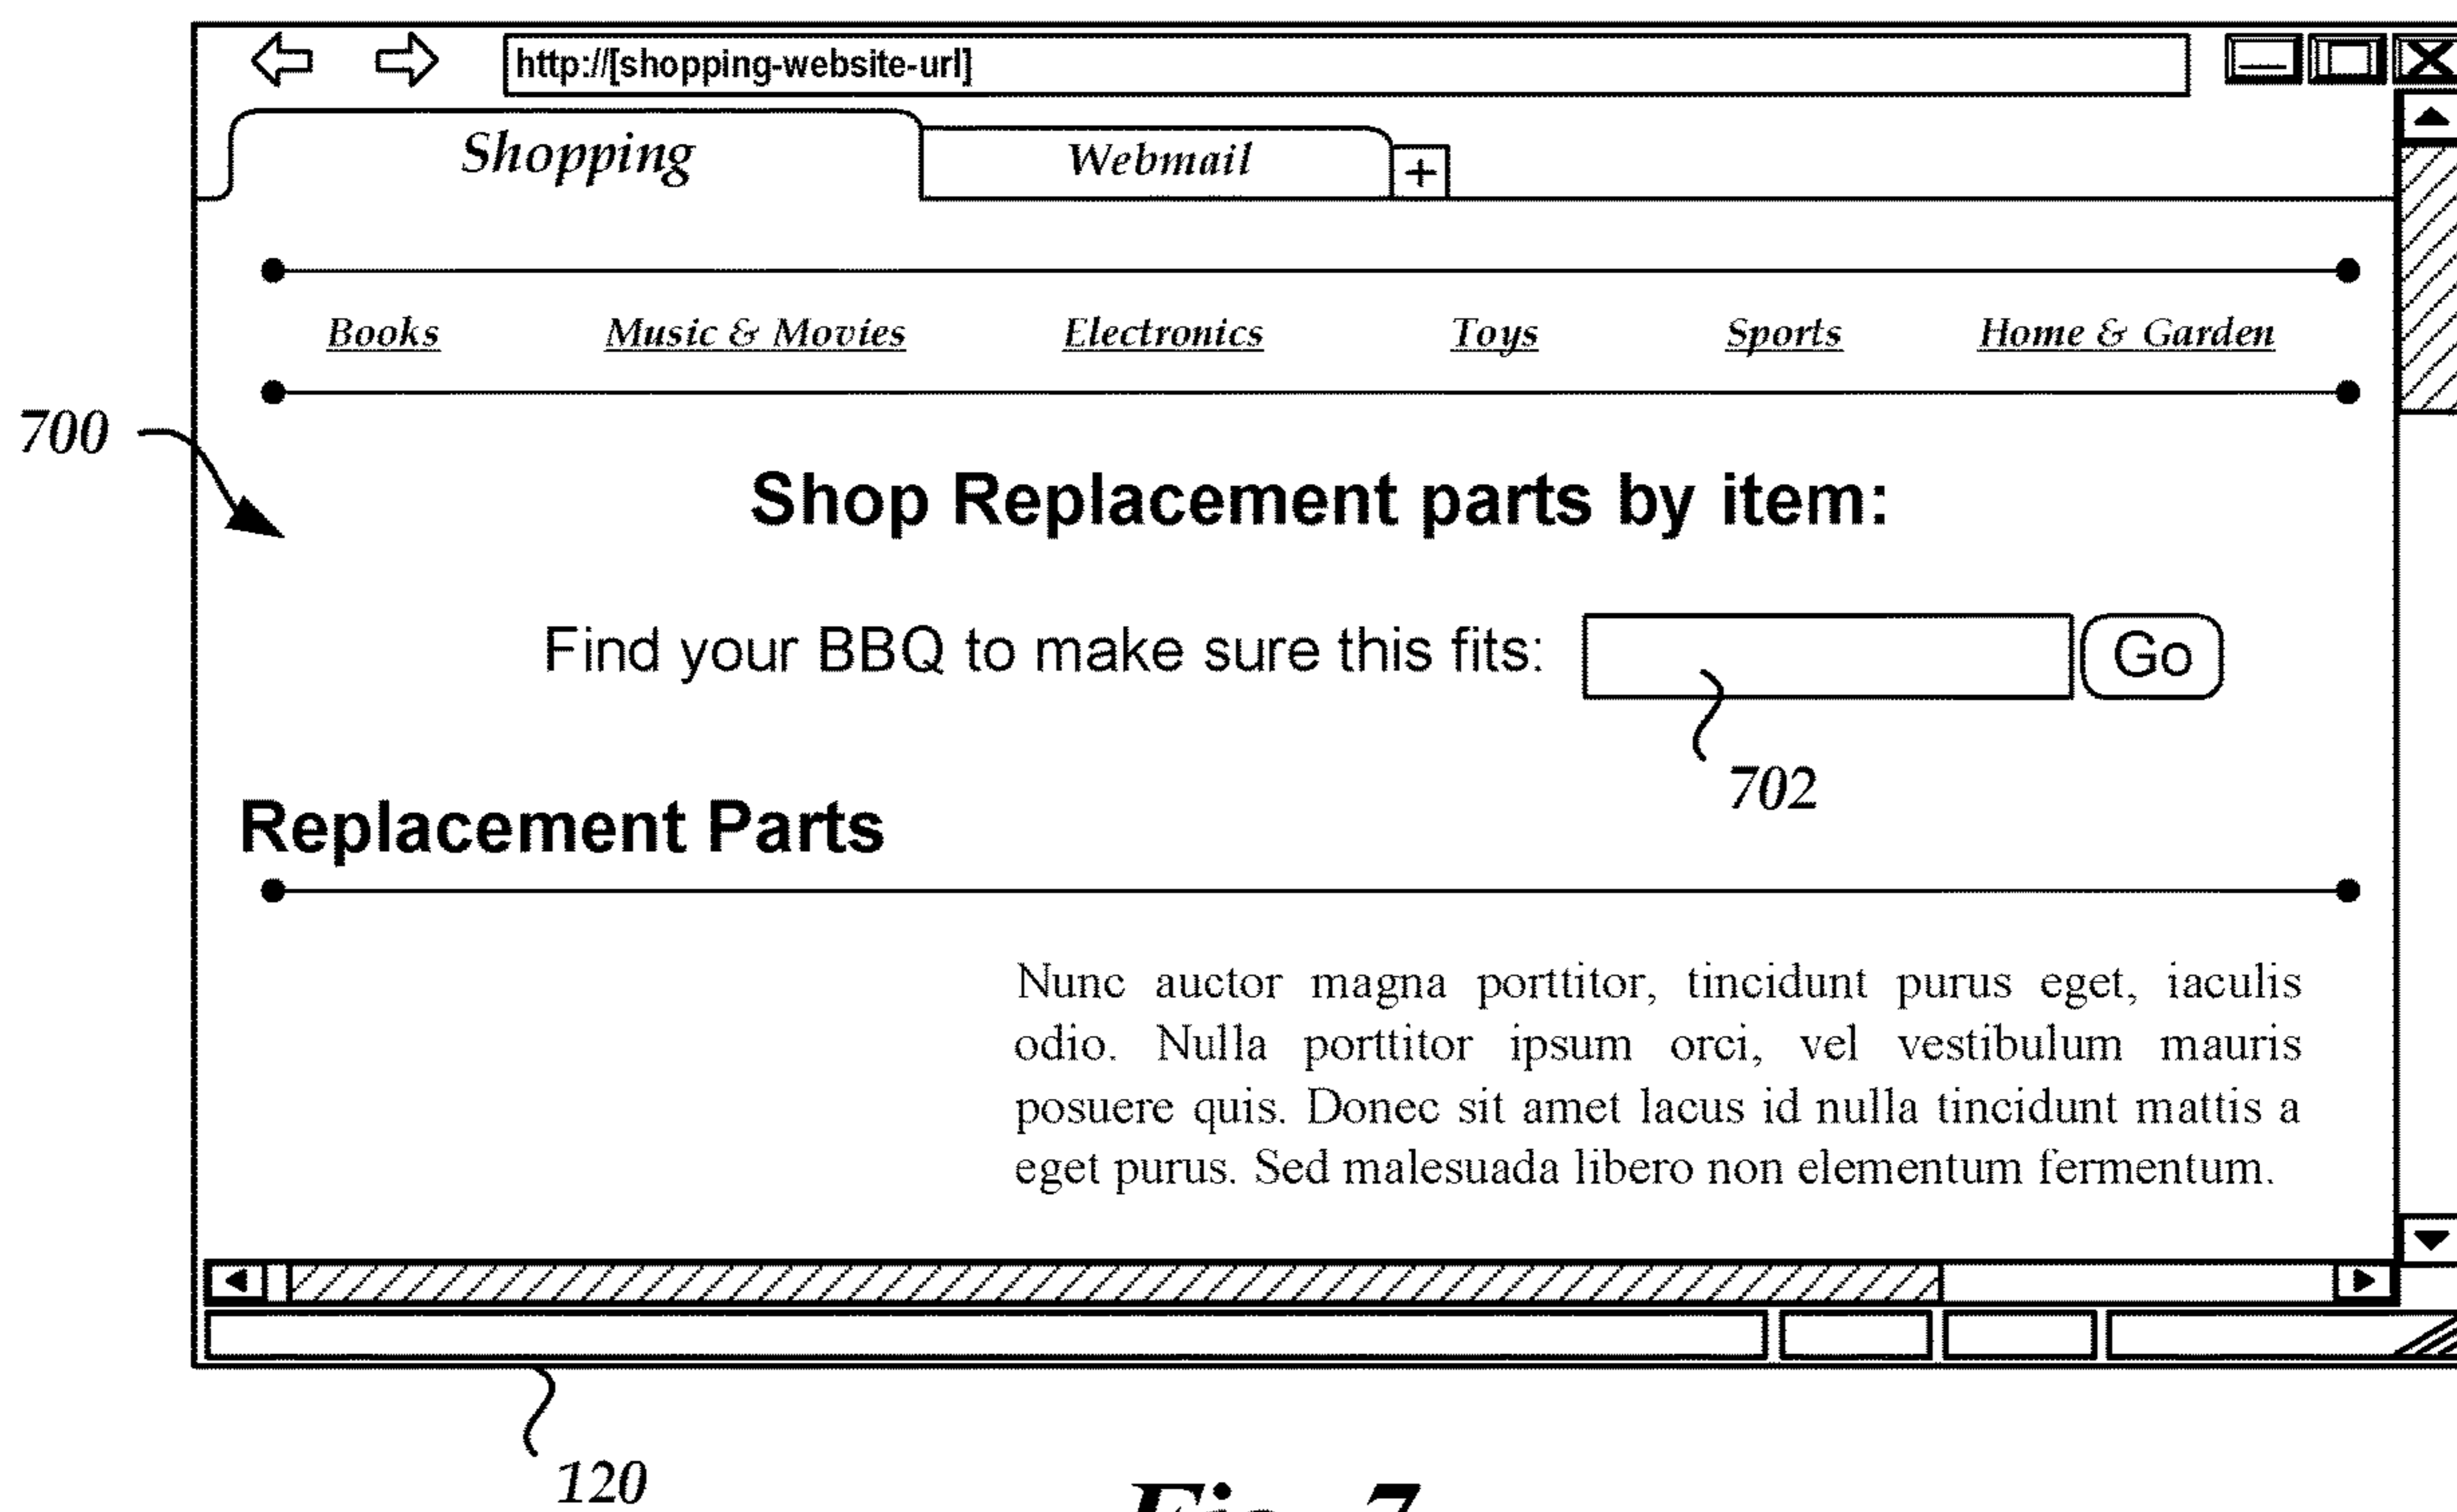 http://[shopping-website-url]
Shopping Webmail +
Books Music & Movies Electronics Toys Sports Home & Garden
700
Shop Replacement parts by item:
Find your BBQ to make sure this fits: Go
702
Replacement Parts
Nunc auctor magna porttitor, tincidunt purus eget, iaculis
odio. Nulla porttitor ipsum orci, vel vestibulum mauris
posuere quis. Donec sit amet lacus id nulla tincidunt mattis a
eget purus. Sed malesuada libero non elementum fermentum.
120
Fig. 7